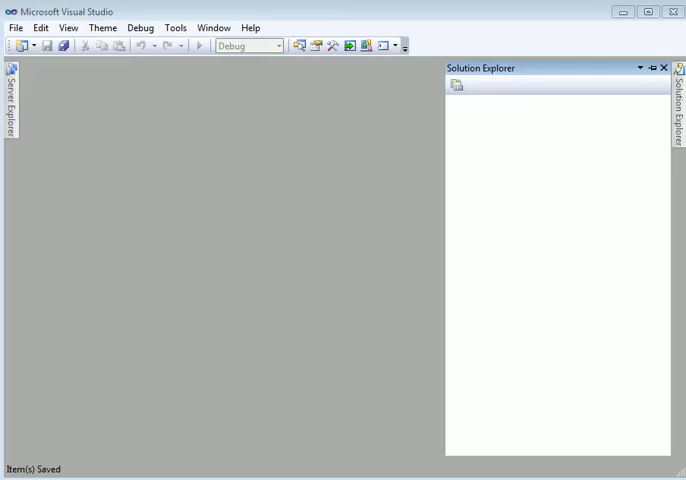 Microsoft Visual Studio
File Edit View Theme Debug Tools Window Help
Debug
Server Explorer
Solution Explorer
Solution Explorer
Item(s) Saved